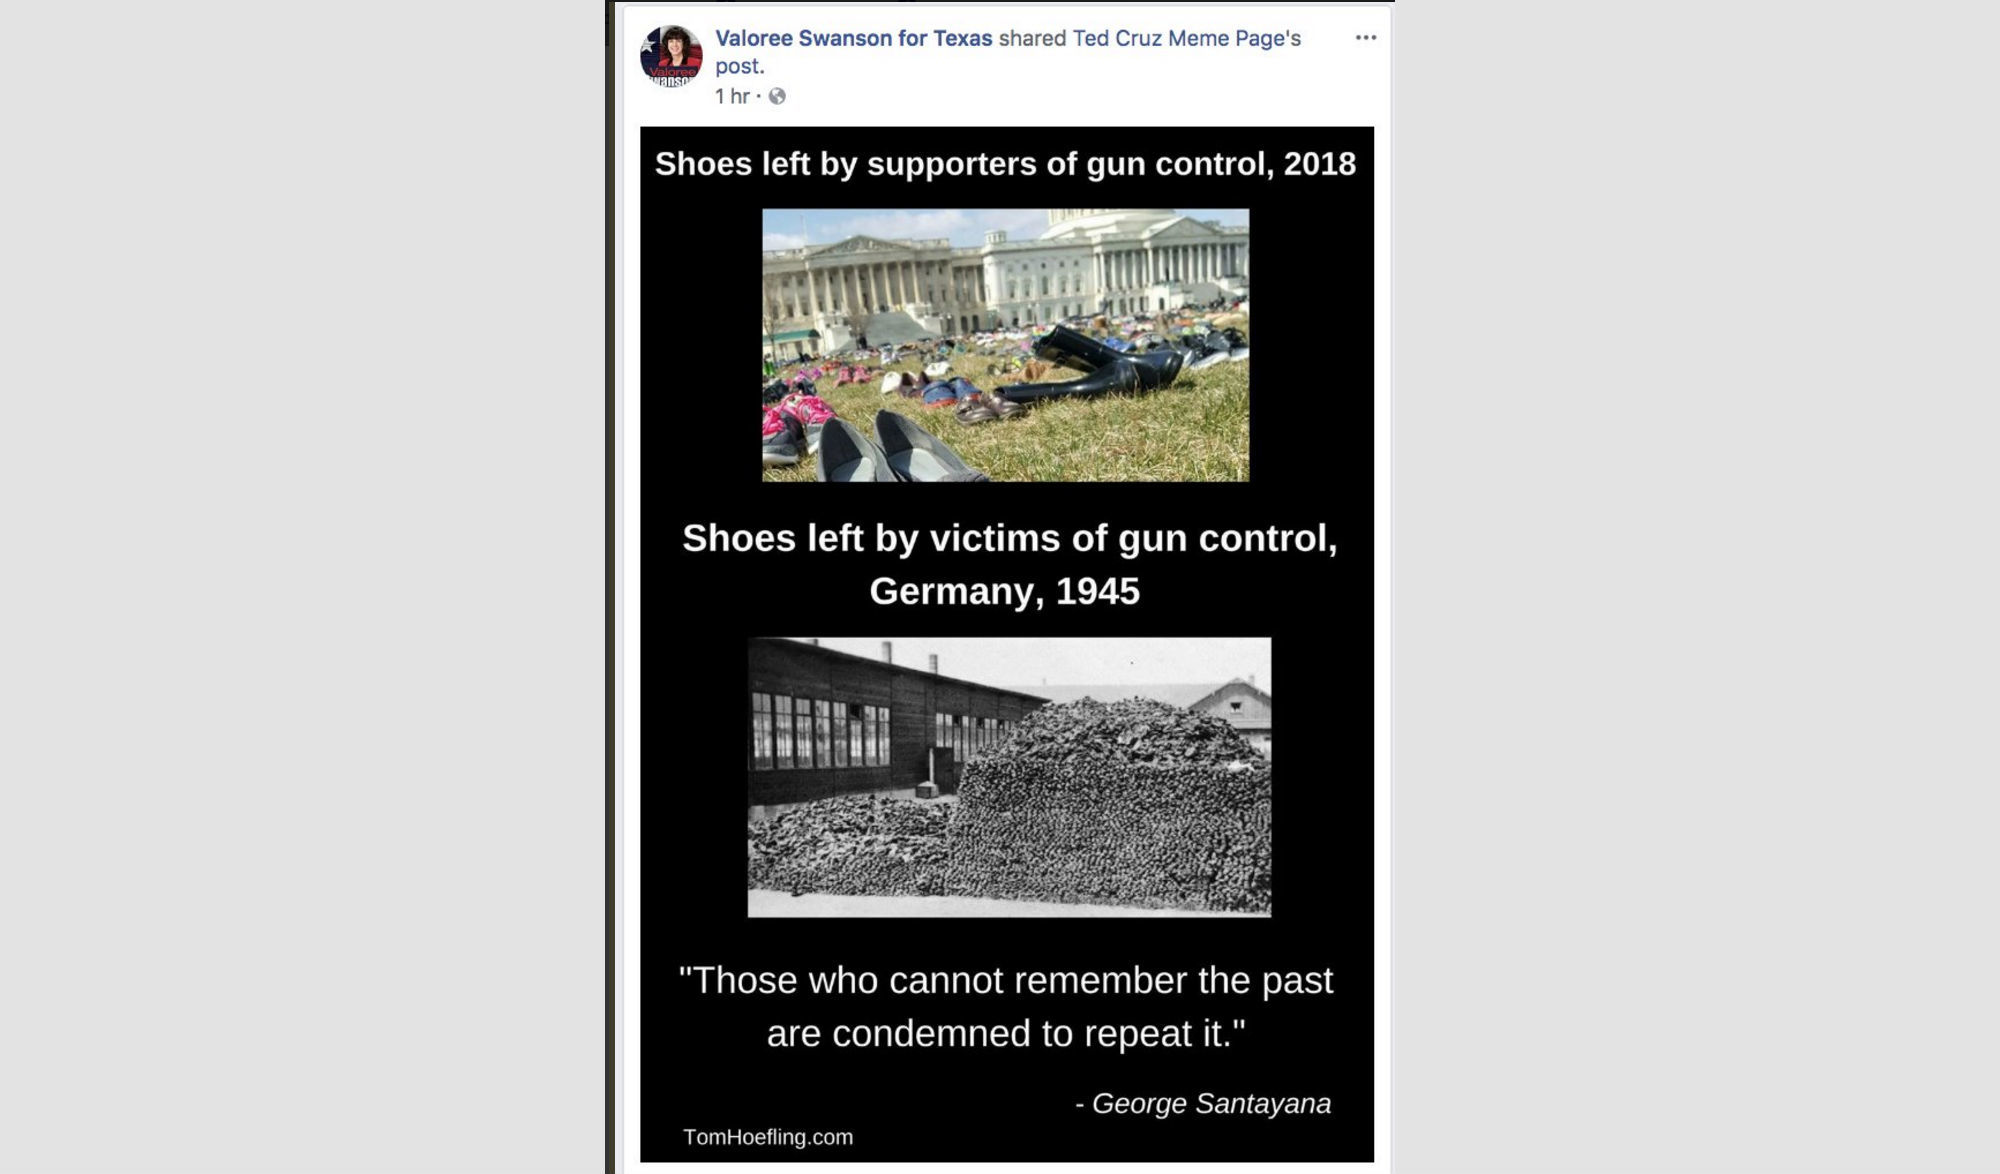 Valoree Swanson for Texas shared Ted Cruz Meme Page's
post.
1 hr ·
Valoree
Swanson
Shoes left by supporters of gun control, 2018
Shoes left by victims of gun control,
Germany, 1945
"Those who cannot remember the past
are condemned to repeat it."
- George Santayana
TomHoefling.com